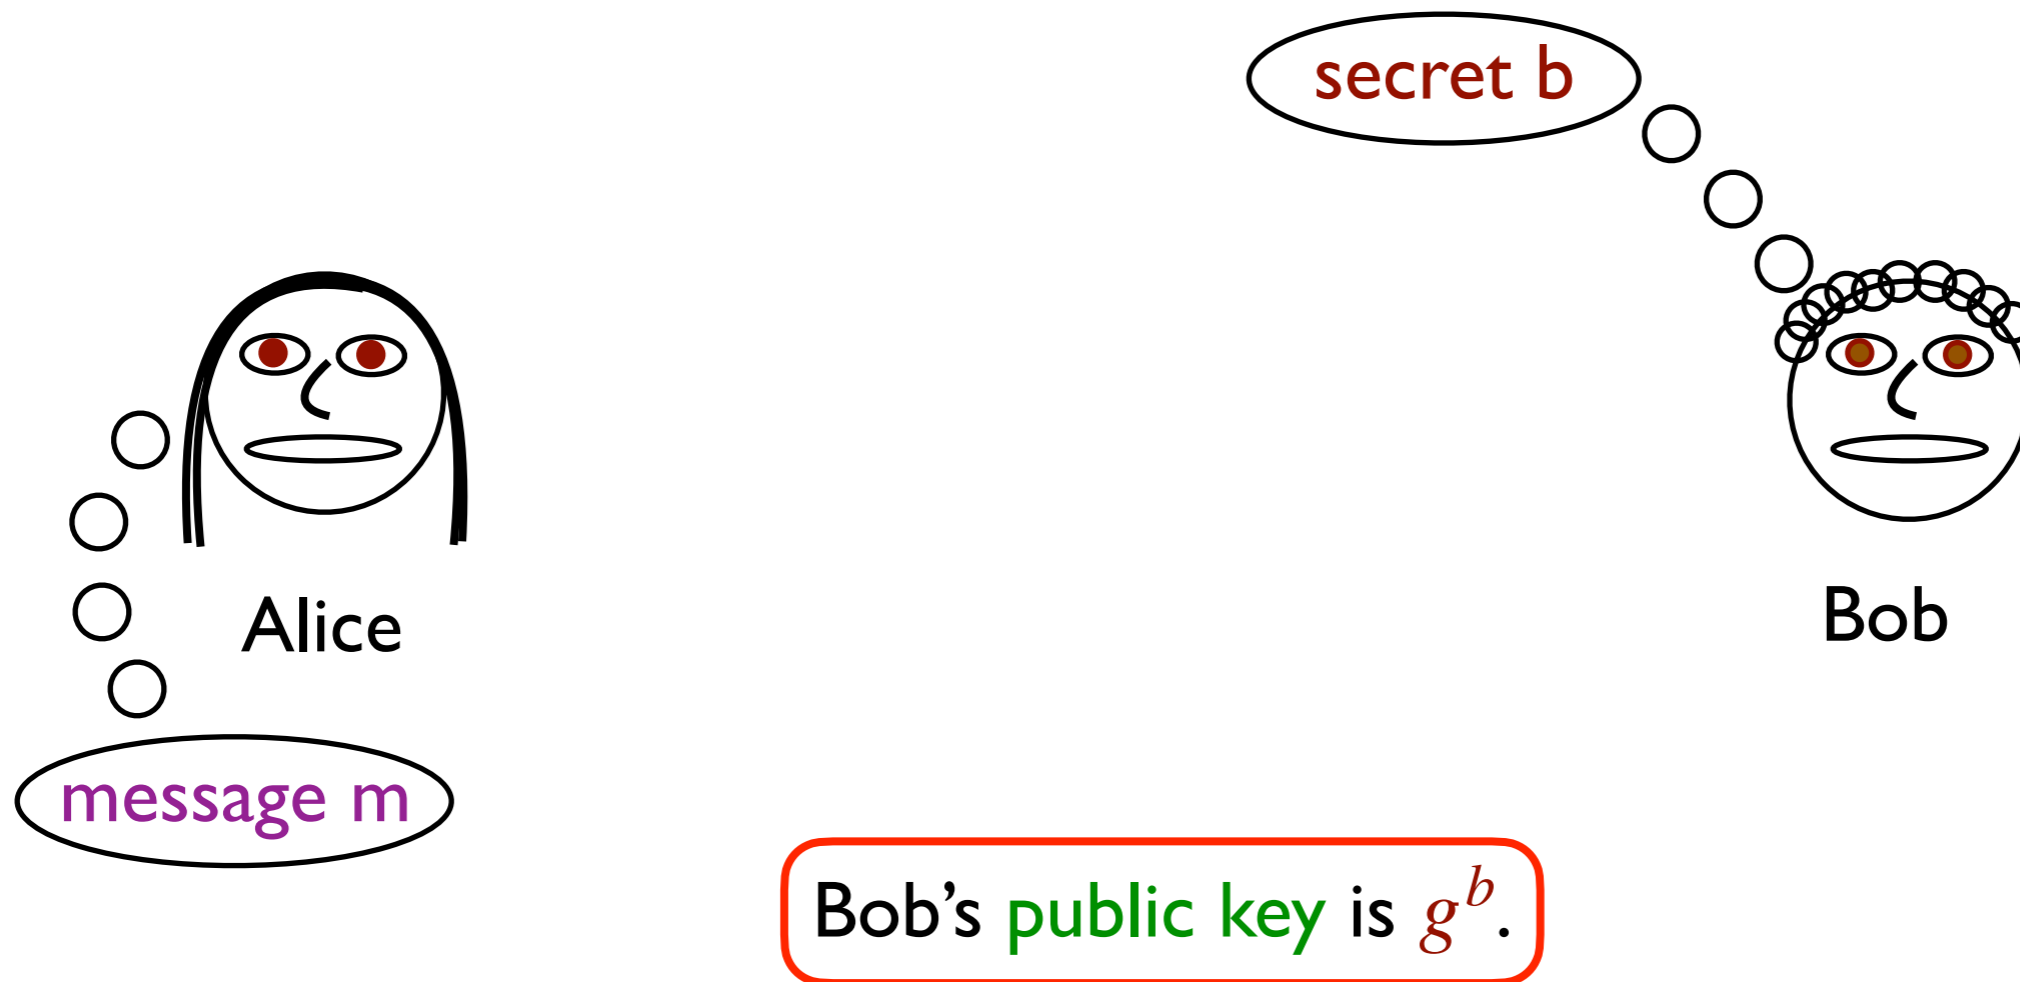 secret b
Alice
Bob
message m
Bob’s public key is g^b.